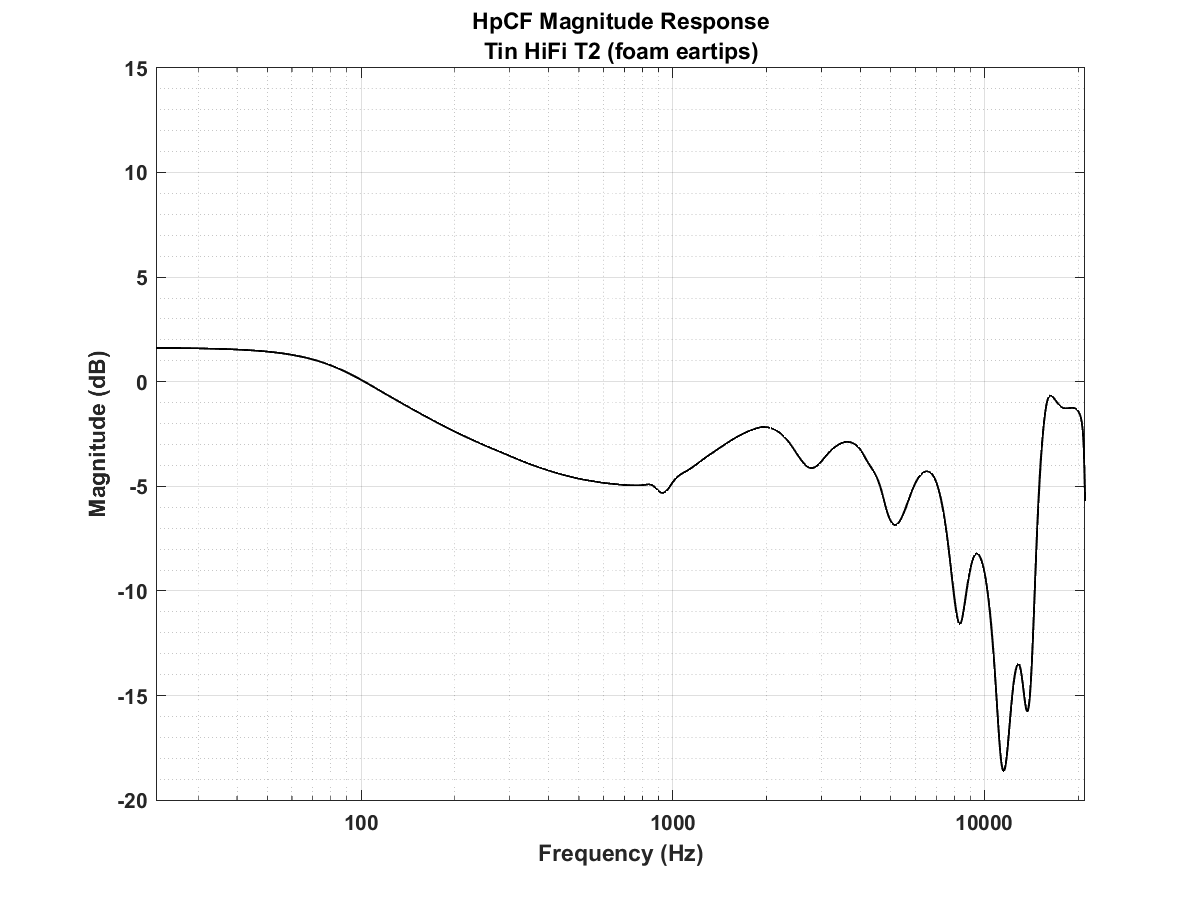 HpCF Magnitude Response
Tin HiFi T2 (foam eartips)
15
10
5
0
-5
-10
-15
-20
Magnitude (dB)
100
1000
10000
Frequency (Hz)